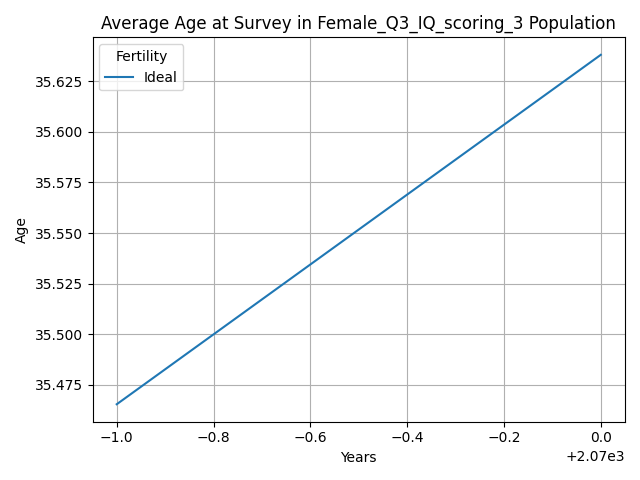 Average Age at Survey in Female_Q3_IQ_scoring_3 Population
Fertility
Ideal
35.625
35.600
35.575
35.550
35.525
35.500
35.475
Age
−1.0 −0.8 −0.6 −0.4 −0.2 0.0
+2.07e3
Years